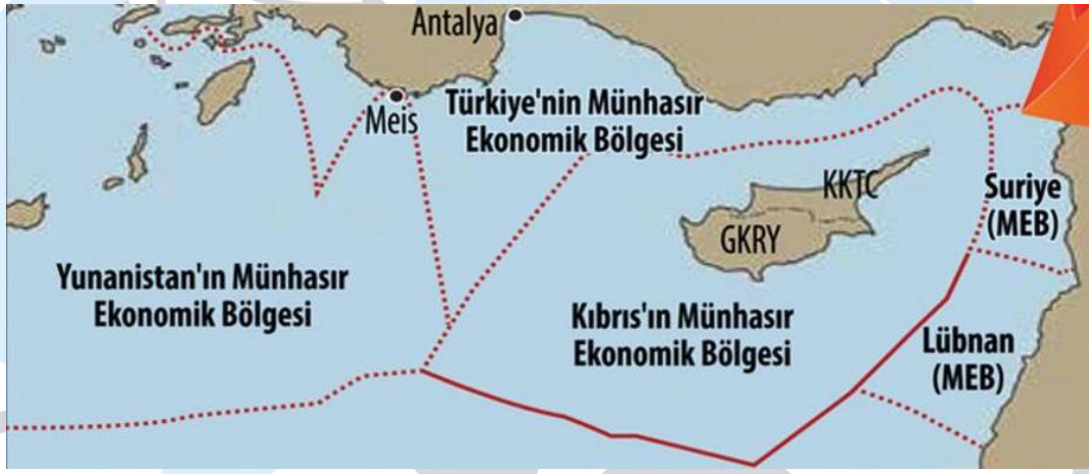 Antalya
Meis
Türkiye'nin Münhasır
Ekonomik Bölgesi
KKTC
GKRY
Suriye
(MEB)
Yunanistan'ın Münhasır
Ekonomik Bölgesi
Kıbrıs'ın Münhasır
Ekonomik Bölgesi
Lübnan
(MEB)